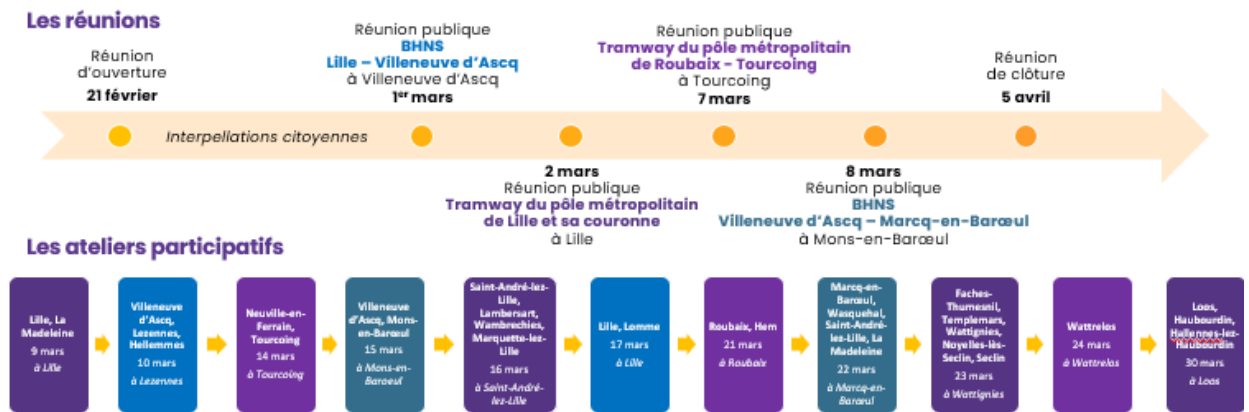 Les réunions
Réunion
d'ouverture
21 février
Réunion publique
BHNS
Lille – Villeneuve d'Ascq
à Villeneuve d'Ascq
1er mars
Réunion publique
Tramway du pôle métropolitain
de Roubaix - Tourcoing
à Tourcoing
7 mars
Réunion
de clôture
5 avril
Interpellations citoyennes
2 mars
Réunion publique
Tramway du pôle métropolitain
de Lille et sa couronne
à Lille
8 mars
Réunion publique
BHNS
Villeneuve d'Ascq – Marcq-en-Barœul
à Mons-en-Barœul
Les ateliers participatifs
Lille, La
Madeleine
9 mars
à Lille
Villeneuve
d'Ascq,
Lezennes,
Hellemmes
10 mars
à Lezennes
Neuville-en-
Ferrain,
Tourcoing
14 mars
à Tourcoing
Villeneuve
d'Ascq, Mons-
en-Barœul
15 mars
à Mons-en-
Baroeul
Saint-André-lez-
Lille,
Lambersart,
Wambrechies,
Marquette-lez-
Lille
16 mars
à Saint-André-
lez-Lille
Lille, Lomme
17 mars
à Lille
Roubaix, Hem
21 mars
à Roubaix
Marcq-en-
Barœul,
Wasquehal,
Saint-André-
lez-Lille, La
Madeleine
22 mars
à Marcq-en-
Barœul
Faches-
Thumesnil,
Templemars,
Wattignies,
Noyelles-lès-
Seclin, Seclin
23 mars
à Wattignies
Wattrelos
24 mars
à Wattrelos
Loos,
Haubourdin,
Hallennes-lez-
Haubourdin
30 mars
à Loos